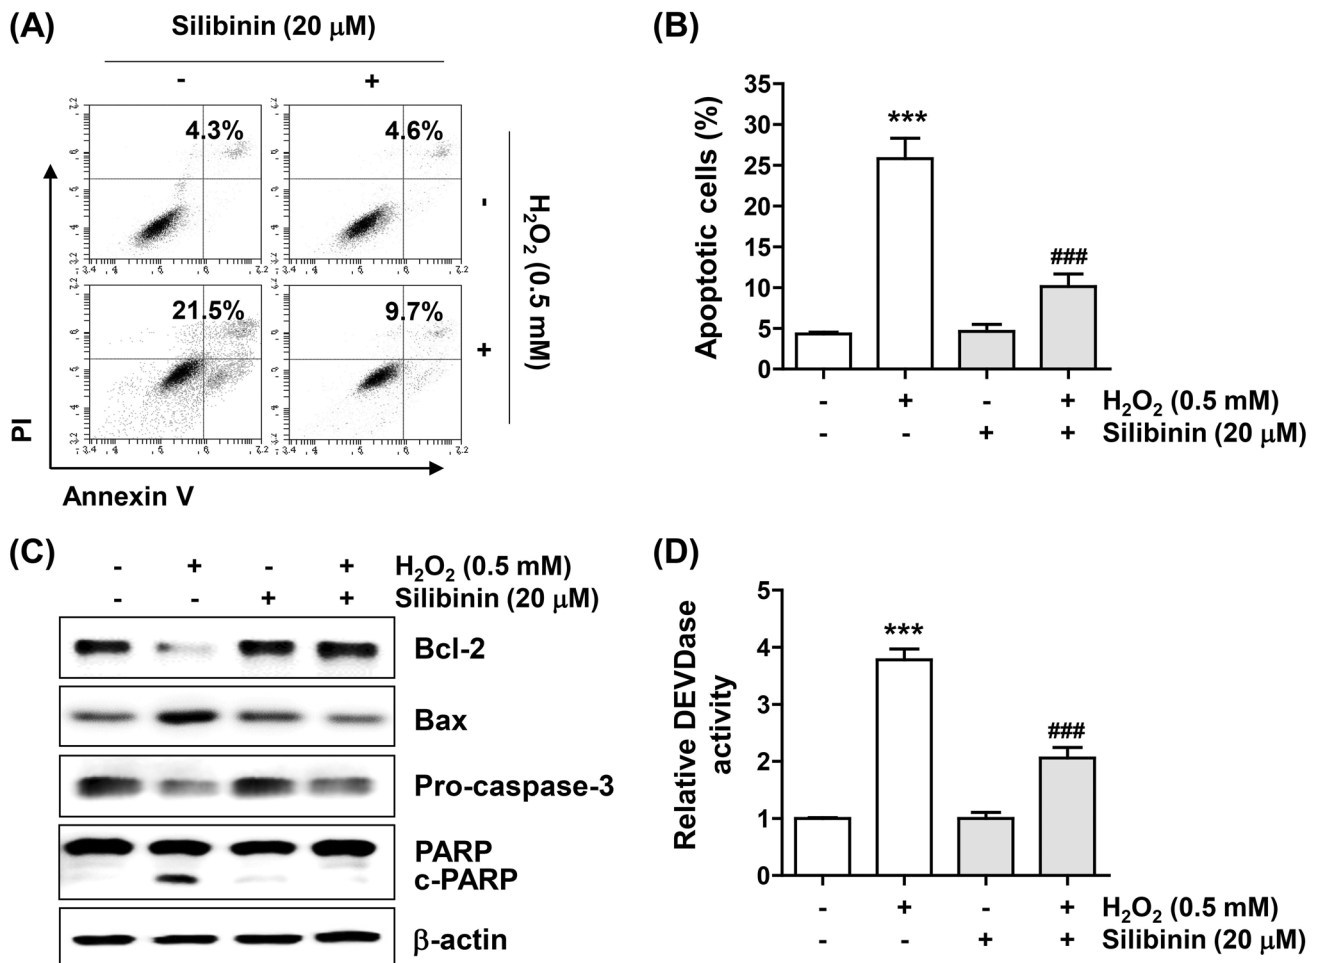 (A)
Silibinin (20 μM)
- +
4.3% 4.6%
-
21.5% 9.7%
+
H₂O₂ (0.5 mM)
PI
Annexin V
(B)
Apoptotic cells (%)
35
30
25
20
15
10
5
0
***
###
- + - + H₂O₂ (0.5 mM)
- - + + Silibinin (20 μM)
(C)
- + - + H₂O₂ (0.5 mM)
- - + + Silibinin (20 μM)
Bcl-2
Bax
Pro-caspase-3
PARP
c-PARP
β-actin
(D)
Relative DEVDase
activity
5
4
3
2
1
0
***
###
- + - + H₂O₂ (0.5 mM)
- - + + Silibinin (20 μM)